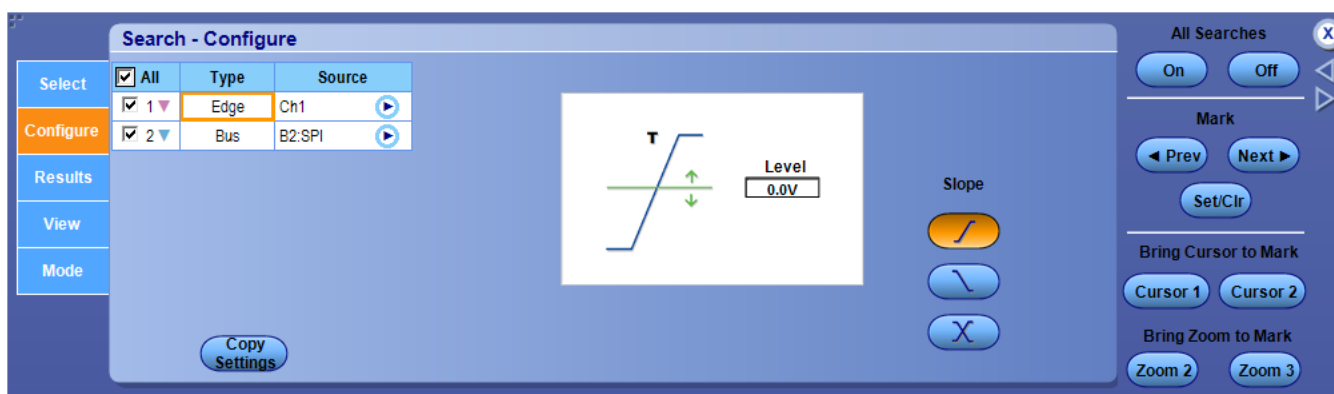 Search - Configure
Select
Configure
Results
View
Mode
All Type Source
1 Edge Ch1
2 Bus B2:SPI
Copy
Settings
T
Level
0.0V
Slope
All Searches
On Off
X
Mark
◄ Prev Next ►
Set/Clr
Bring Cursor to Mark
Cursor 1 Cursor 2
Bring Zoom to Mark
Zoom 2 Zoom 3